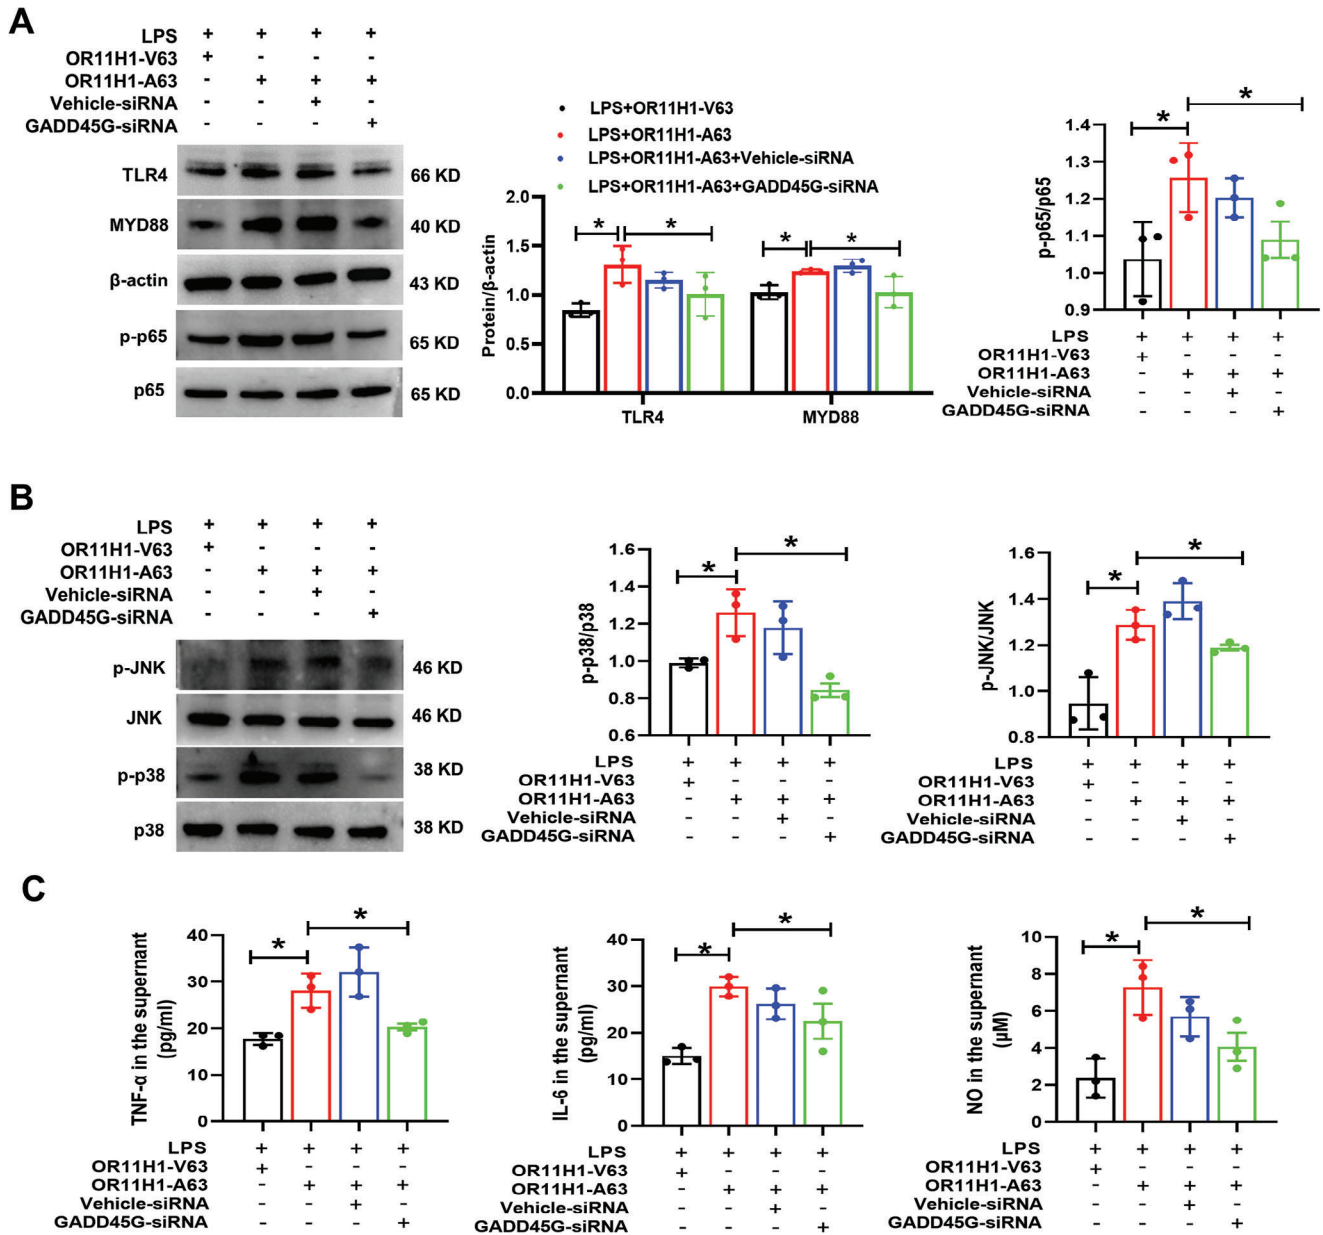 A
LPS + + + +
OR11H1-V63 + - - -
OR11H1-A63 - + + +
Vehicle-siRNA - - + -
GADD45G-siRNA - - - +
TLR4 66 KD
MYD88 40 KD
β-actin 43 KD
p-p65 65 KD
p65 65 KD
LPS+OR11H1-V63
LPS+OR11H1-A63
LPS+OR11H1-A63+Vehicle-siRNA
LPS+OR11H1-A63+GADD45G-siRNA
Protein/β-actin
2.0
1.5
1.0
0.5
0.0
* * * *
TLR4 MYD88
p-p65/p65
1.4
1.3
1.2
1.1
1.0
0.9
* *
LPS + + + +
OR11H1-V63 + - - -
OR11H1-A63 - + + +
Vehicle-siRNA - - + -
GADD45G-siRNA - - - +
B
LPS + + + +
OR11H1-V63 + - - -
OR11H1-A63 - + + +
Vehicle-siRNA - - + -
GADD45G-siRNA - - - +
p-JNK 46 KD
JNK 46 KD
p-p38 38 KD
p38 38 KD
p-p38/p38
1.6
1.4
1.2
1.0
0.8
0.6
* *
LPS + + + +
OR11H1-V63 + - - -
OR11H1-A63 - + + +
Vehicle-siRNA - - + -
GADD45G-siRNA - - - +
p-JNK/JNK
1.6
1.4
1.2
1.0
0.8
* *
LPS + + + +
OR11H1-V63 + - - -
OR11H1-A63 - + + +
Vehicle-siRNA - - + -
GADD45G-siRNA - - - +
C
TNF-α in the supernant
(pg/ml)
40
30
20
10
0
* *
LPS + + + +
OR11H1-V63 + - - -
OR11H1-A63 - + + +
Vehicle-siRNA - - + -
GADD45G-siRNA - - - +
IL-6 in the supernant
(pg/ml)
40
30
20
10
0
* *
LPS + + + +
OR11H1-V63 + - - -
OR11H1-A63 - + + +
Vehicle-siRNA - - + -
GADD45G-siRNA - - - +
NO in the supernant
(μM)
10
8
6
4
2
0
* *
LPS + + + +
OR11H1-V63 + - - -
OR11H1-A63 - + + +
Vehicle-siRNA - - + -
GADD45G-siRNA - - - +